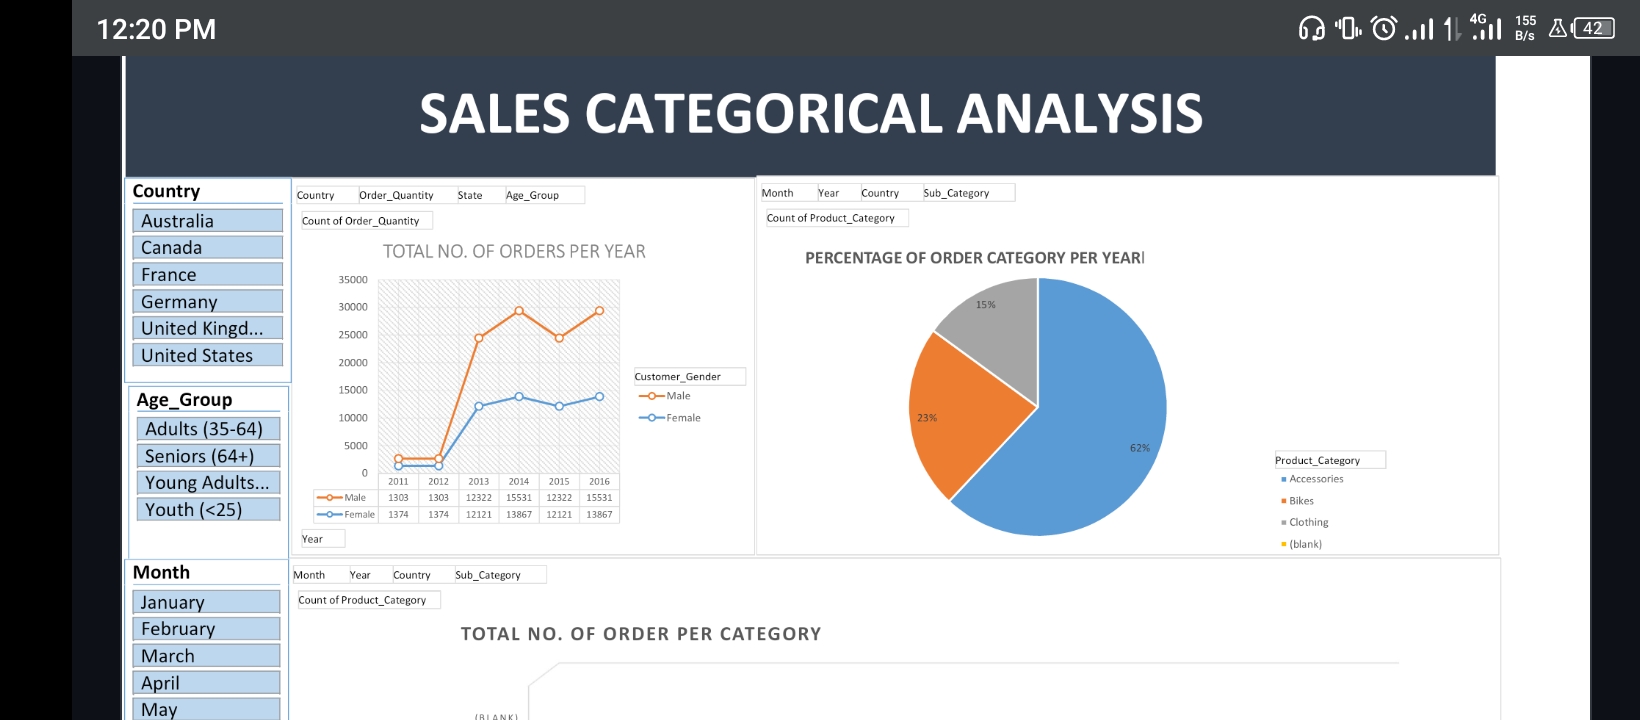 12:20 PM
4G
155
B/s
42
SALES CATEGORICAL ANALYSIS
Country
Australia
Canada
France
Germany
United Kingd...
United States
Age_Group
Adults (35-64)
Seniors (64+)
Young Adults...
Youth (<25)
Month
January
February
March
April
May
Country Order_Quantity State Age_Group
Count of Order_Quantity
TOTAL NO. OF ORDERS PER YEAR
35000
30000
25000
20000
15000
10000
5000
0
2011 2012 2013 2014 2015 2016
Male 1303 1303 12322 15531 12322 15531
Female 1374 1374 12121 13867 12121 13867
Year
Customer_Gender
Male
Female
Month Year Country Sub_Category
Count of Product_Category
PERCENTAGE OF ORDER CATEGORY PER YEAR
15%
23%
62%
Product_Category
Accessories
Bikes
Clothing
(blank)
Month Year Country Sub_Category
Count of Product_Category
TOTAL NO. OF ORDER PER CATEGORY
(BLANK)